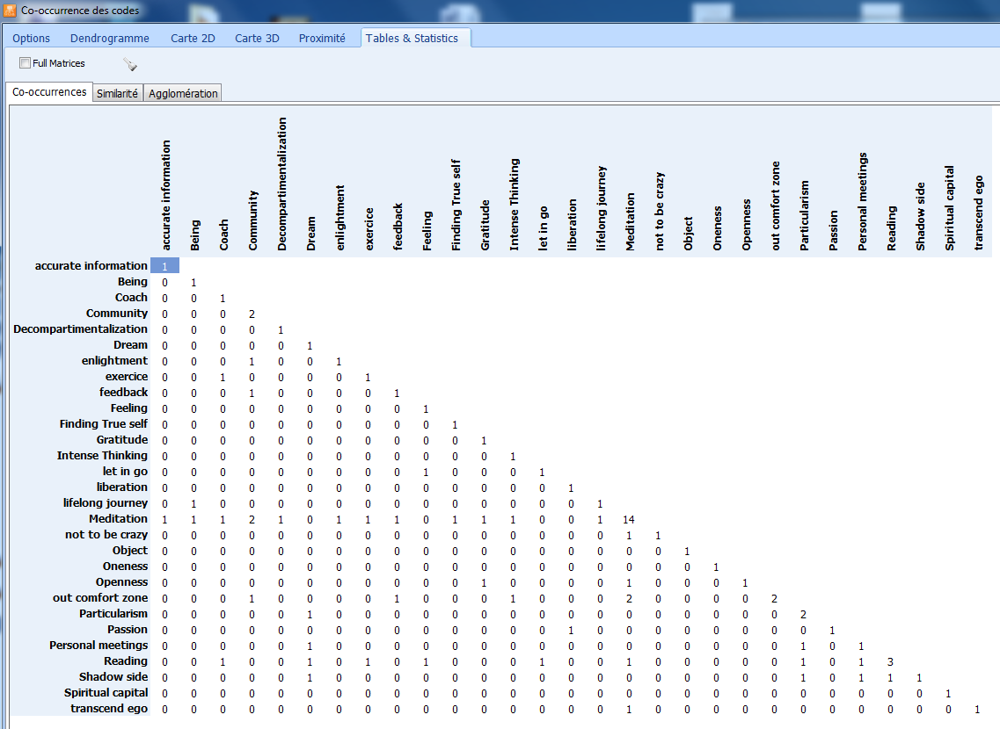 Co-occurrence des codes
Options Dendrogramme Carte 2D Carte 3D Proximité Tables & Statistics
Full Matrices
Co-occurrences Similarité Agglomération
accurate information Being Coach Community Decompartimentalization Dream enlightment exercice feedback Feeling Finding True self Gratitude Intense Thinking let in go liberation lifelong journey Meditation not to be crazy Object Oneness Openness out comfort zone Particularism Passion Personal meetings Reading Shadow side Spiritual capital transcend ego
accurate information 1
Being 0 1
Coach 0 0 1
Community 0 0 0 2
Decompartimentalization 0 0 0 0 1
Dream 0 0 0 0 0 1
enlightment 0 0 0 1 0 0 1
exercice 0 0 1 0 0 0 0 1
feedback 0 0 0 1 0 0 0 0 1
Feeling 0 0 0 0 0 0 0 0 0 1
Finding True self 0 0 0 0 0 0 0 0 0 0 1
Gratitude 0 0 0 0 0 0 0 0 0 0 0 1
Intense Thinking 0 0 0 0 0 0 0 0 0 0 0 0 1
let in go 0 0 0 0 0 0 0 0 0 1 0 0 0 1
liberation 0 0 0 0 0 0 0 0 0 0 0 0 0 0 1
lifelong journey 0 1 0 0 0 0 0 0 0 0 0 0 0 0 0 1
Meditation 1 1 1 2 1 0 1 1 1 0 1 1 1 0 0 1 14
not to be crazy 0 0 0 0 0 0 0 0 0 0 0 0 0 0 0 0 1 1
Object 0 0 0 0 0 0 0 0 0 0 0 0 0 0 0 0 0 0 1
Oneness 0 0 0 0 0 0 0 0 0 0 0 0 0 0 0 0 0 0 0 1
Openness 0 0 0 0 0 0 0 0 0 0 0 1 0 0 0 0 1 0 0 0 1
out comfort zone 0 0 0 1 0 0 0 0 1 0 0 0 1 0 0 0 2 0 0 0 0 2
Particularism 0 0 0 0 0 1 0 0 0 0 0 0 0 0 0 0 0 0 0 0 0 0 2
Passion 0 0 0 0 0 0 0 0 0 0 0 0 0 0 1 0 0 0 0 0 0 0 0 1
Personal meetings 0 0 0 0 0 1 0 0 0 0 0 0 0 0 0 0 0 0 0 0 0 0 1 0 1
Reading 0 0 1 0 0 1 0 1 0 1 0 0 0 1 0 0 1 0 0 0 0 0 1 0 1 3
Shadow side 0 0 0 0 0 1 0 0 0 0 0 0 0 0 0 0 0 0 0 0 0 0 1 0 1 1 1
Spiritual capital 0 0 0 0 0 0 0 0 0 0 0 0 0 0 0 0 0 0 0 0 0 0 0 0 0 0 0 1
transcend ego 0 0 0 0 0 0 0 0 0 0 0 0 0 0 0 0 1 0 0 0 0 0 0 0 0 0 0 0 1